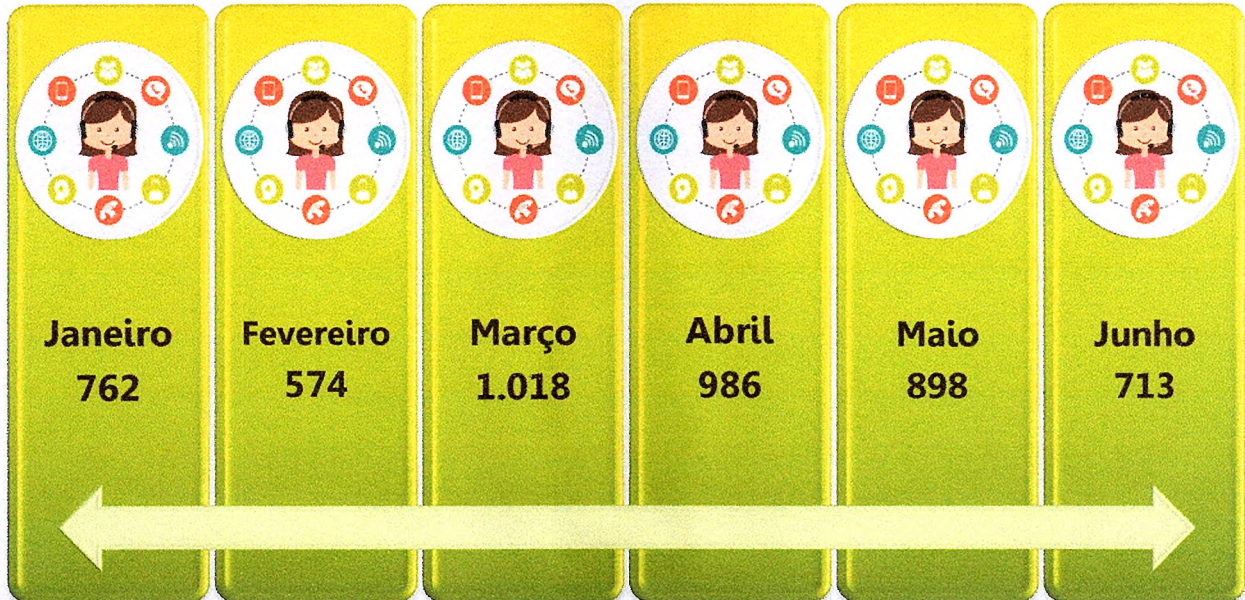 Janeiro
762
Fevereiro
574
Março
1.018
Abril
986
Maio
898
Junho
713